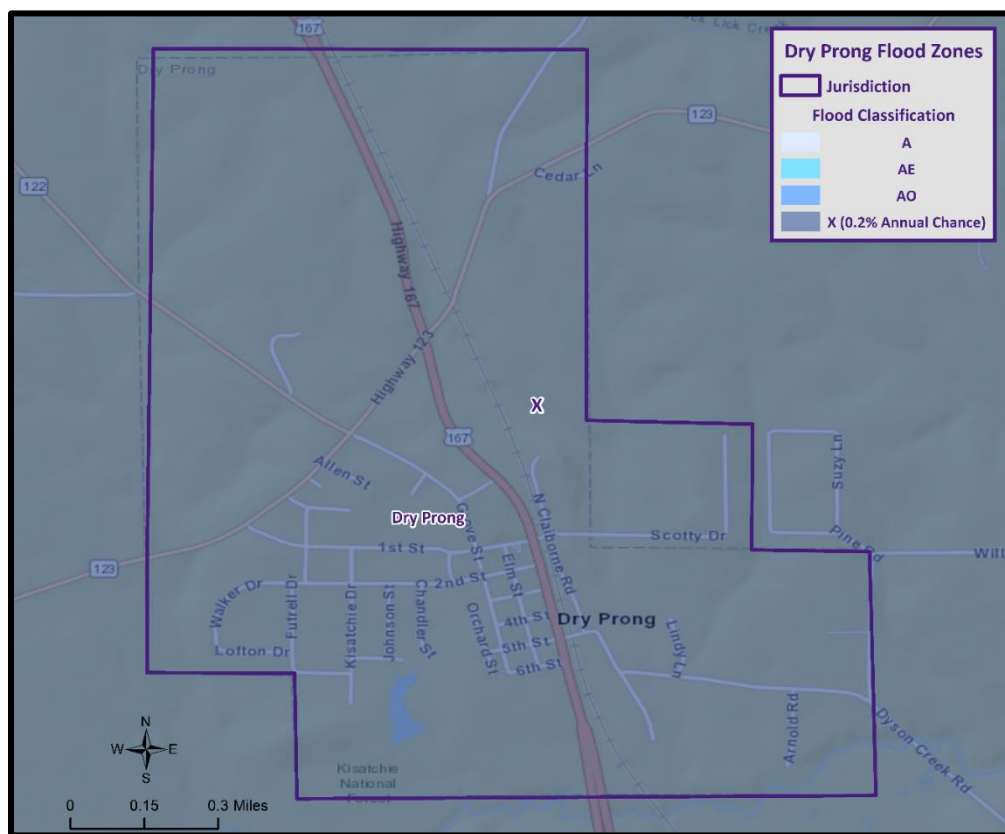 167
ck Lick Cree
Dry Prong Flood Zones
Jurisdiction
Flood Classification
A
AE
AO
X (0.2% Annual Chance)
Dry Prong
123
Cedar Ln
122
Highway 167
Highway 123
X
167
Allen St
Suzy Ln
Dry Prong
Grove St
N Claiborne Rd
Scotty Dr
Pine Rd
Will
1st St
123
Walker Dr
Futrell Dr
Kisatchie Dr
Johnson St
Chandler St
2nd St
Elm St
Orchard St
4th St
Dry Prong
5th St
6th St
Lindy Ln
Lofton Dr
Arnold Rd
Dyson Creek Rd
N
W E
S
Kisatchie
National
Forest
0 0.15 0.3 Miles